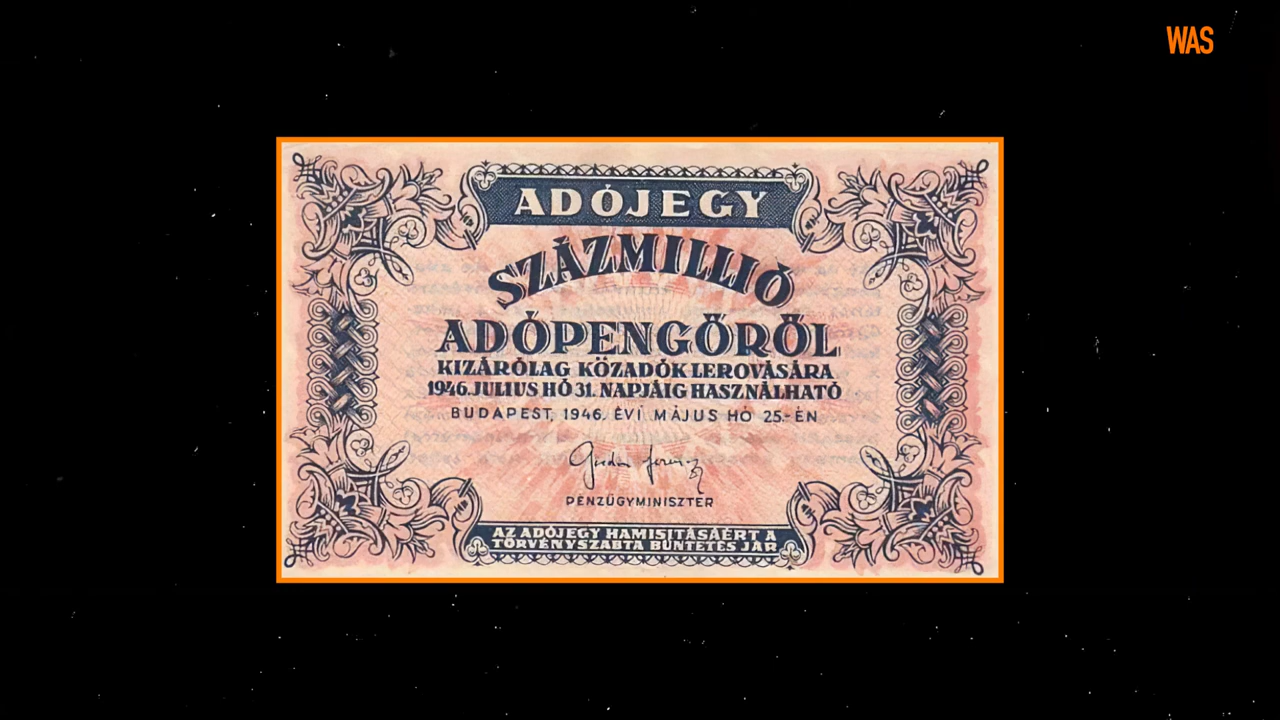 WAS
ADÓJEGY
SZÁZMILLIÓ
ADÓPENGŐRŐL
KIZÁRÓLAG KÖZADÓK LEROVÁSÁRA
1946. JULIUS HÓ 31. NAPJÁIG HASZNÁLHATÓ
BUDAPEST, 1946. ÉVI MÁJUS HÓ 25.-ÉN
PÉNZÜGYMINISZTER
AZ ADÓJEGY HAMISITÁSÁÉRT A
TÖRVÉNYSZABTA BÜNTETÉS JÁR